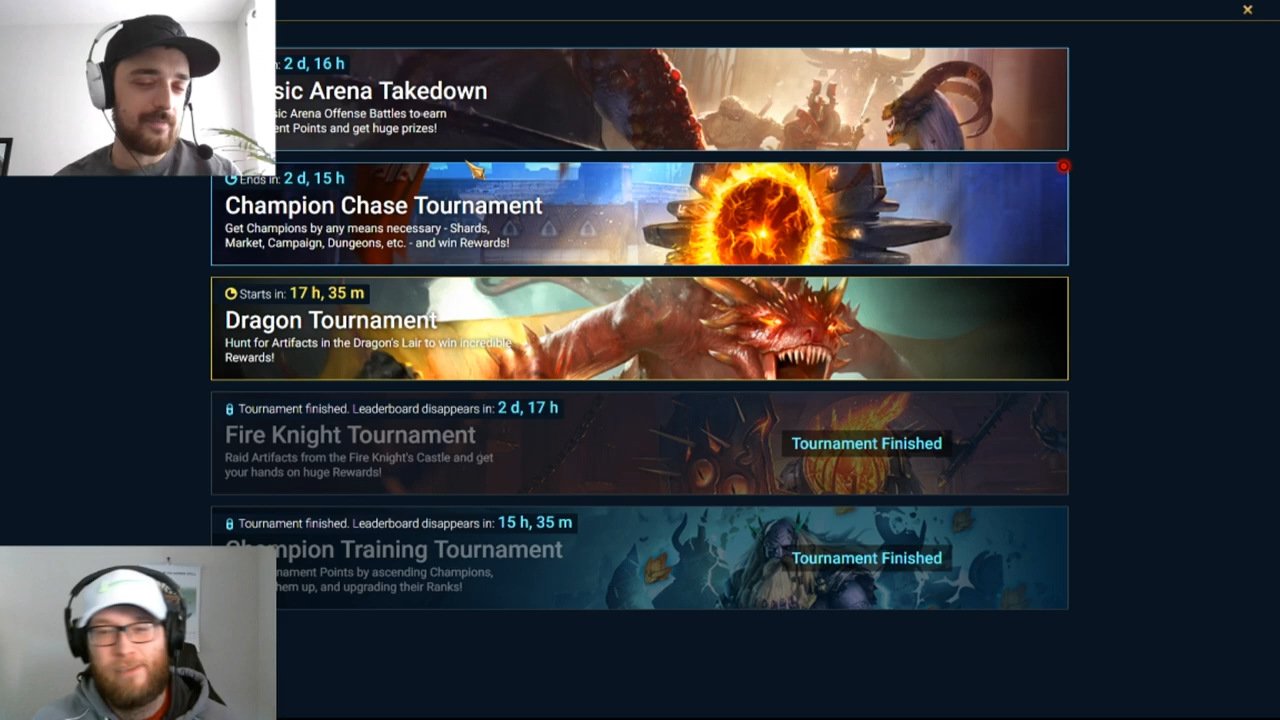 2 d, 16 h
sic Arena Takedown
sic Arena Offense Battles to earn
ent Points and get huge prizes!
Ends in: 2 d, 15 h
Champion Chase Tournament
Get Champions by any means necessary - Shards,
Market, Campaign, Dungeons, etc. - and win Rewards!
Starts in: 17 h, 35 m
Dragon Tournament
Hunt for Artifacts in the Dragon's Lair to win incredible
Rewards!
Tournament finished. Leaderboard disappears in: 2 d, 17 h
Fire Knight Tournament
Raid Artifacts from the Fire Knight's Castle and get
your hands on huge Rewards!
Tournament Finished
Tournament finished. Leaderboard disappears in: 15 h, 35 m
Champion Training Tournament
nament Points by ascending Champions,
hem up, and upgrading their Ranks!
Tournament Finished